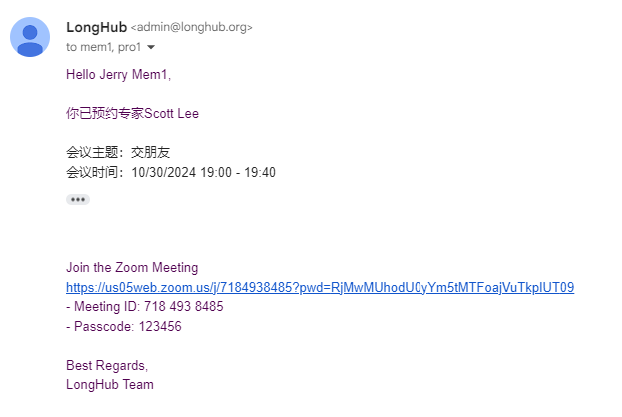 LongHub <admin@longhub.org>
to mem1, pro1
Hello Jerry Mem1,
你已预约专家Scott Lee
会议主题：交朋友
会议时间：10/30/2024 19:00 - 19:40
Join the Zoom Meeting
https://us05web.zoom.us/j/7184938485?pwd=RjMwMUhodU0yYm5tMTFoajVuTkplUT09
- Meeting ID: 718 493 8485
- Passcode: 123456
Best Regards,
LongHub Team